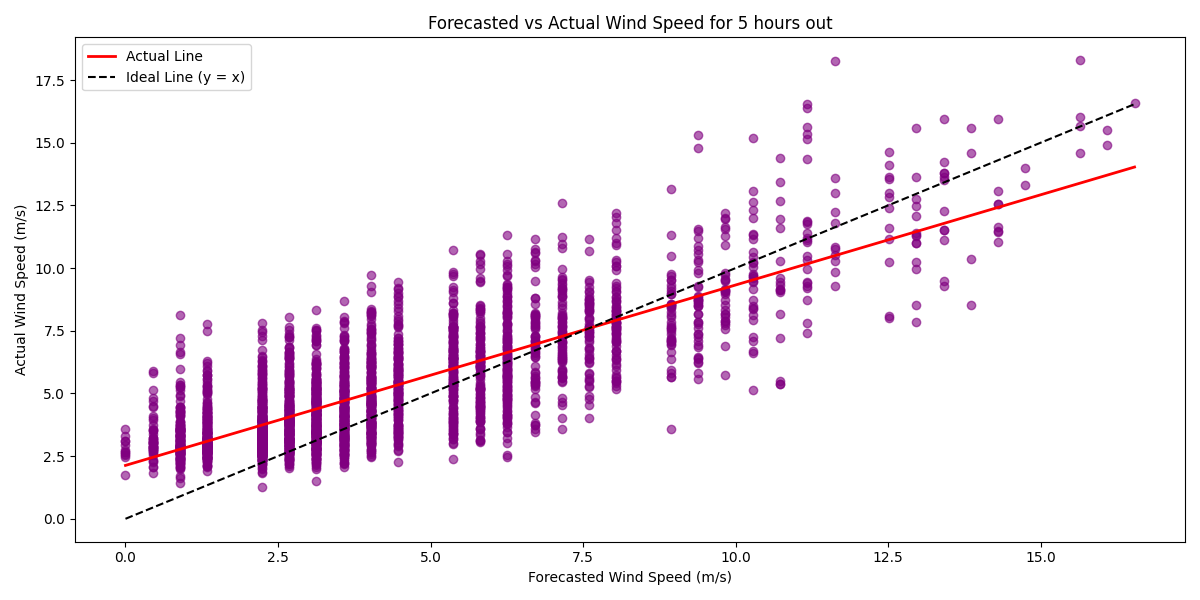 Forecasted vs Actual Wind Speed for 5 hours out
Actual Line
Ideal Line (y = x)
17.5
15.0
12.5
10.0
7.5
5.0
2.5
0.0
Actual Wind Speed (m/s)
0.0 2.5 5.0 7.5 10.0 12.5 15.0
Forecasted Wind Speed (m/s)